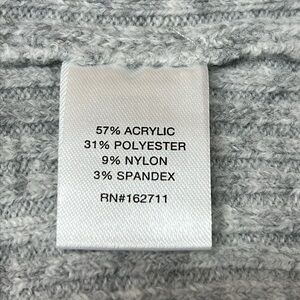 57% ACRYLIC
31% POLYESTER
9% NYLON
3% SPANDEX
RN#162711